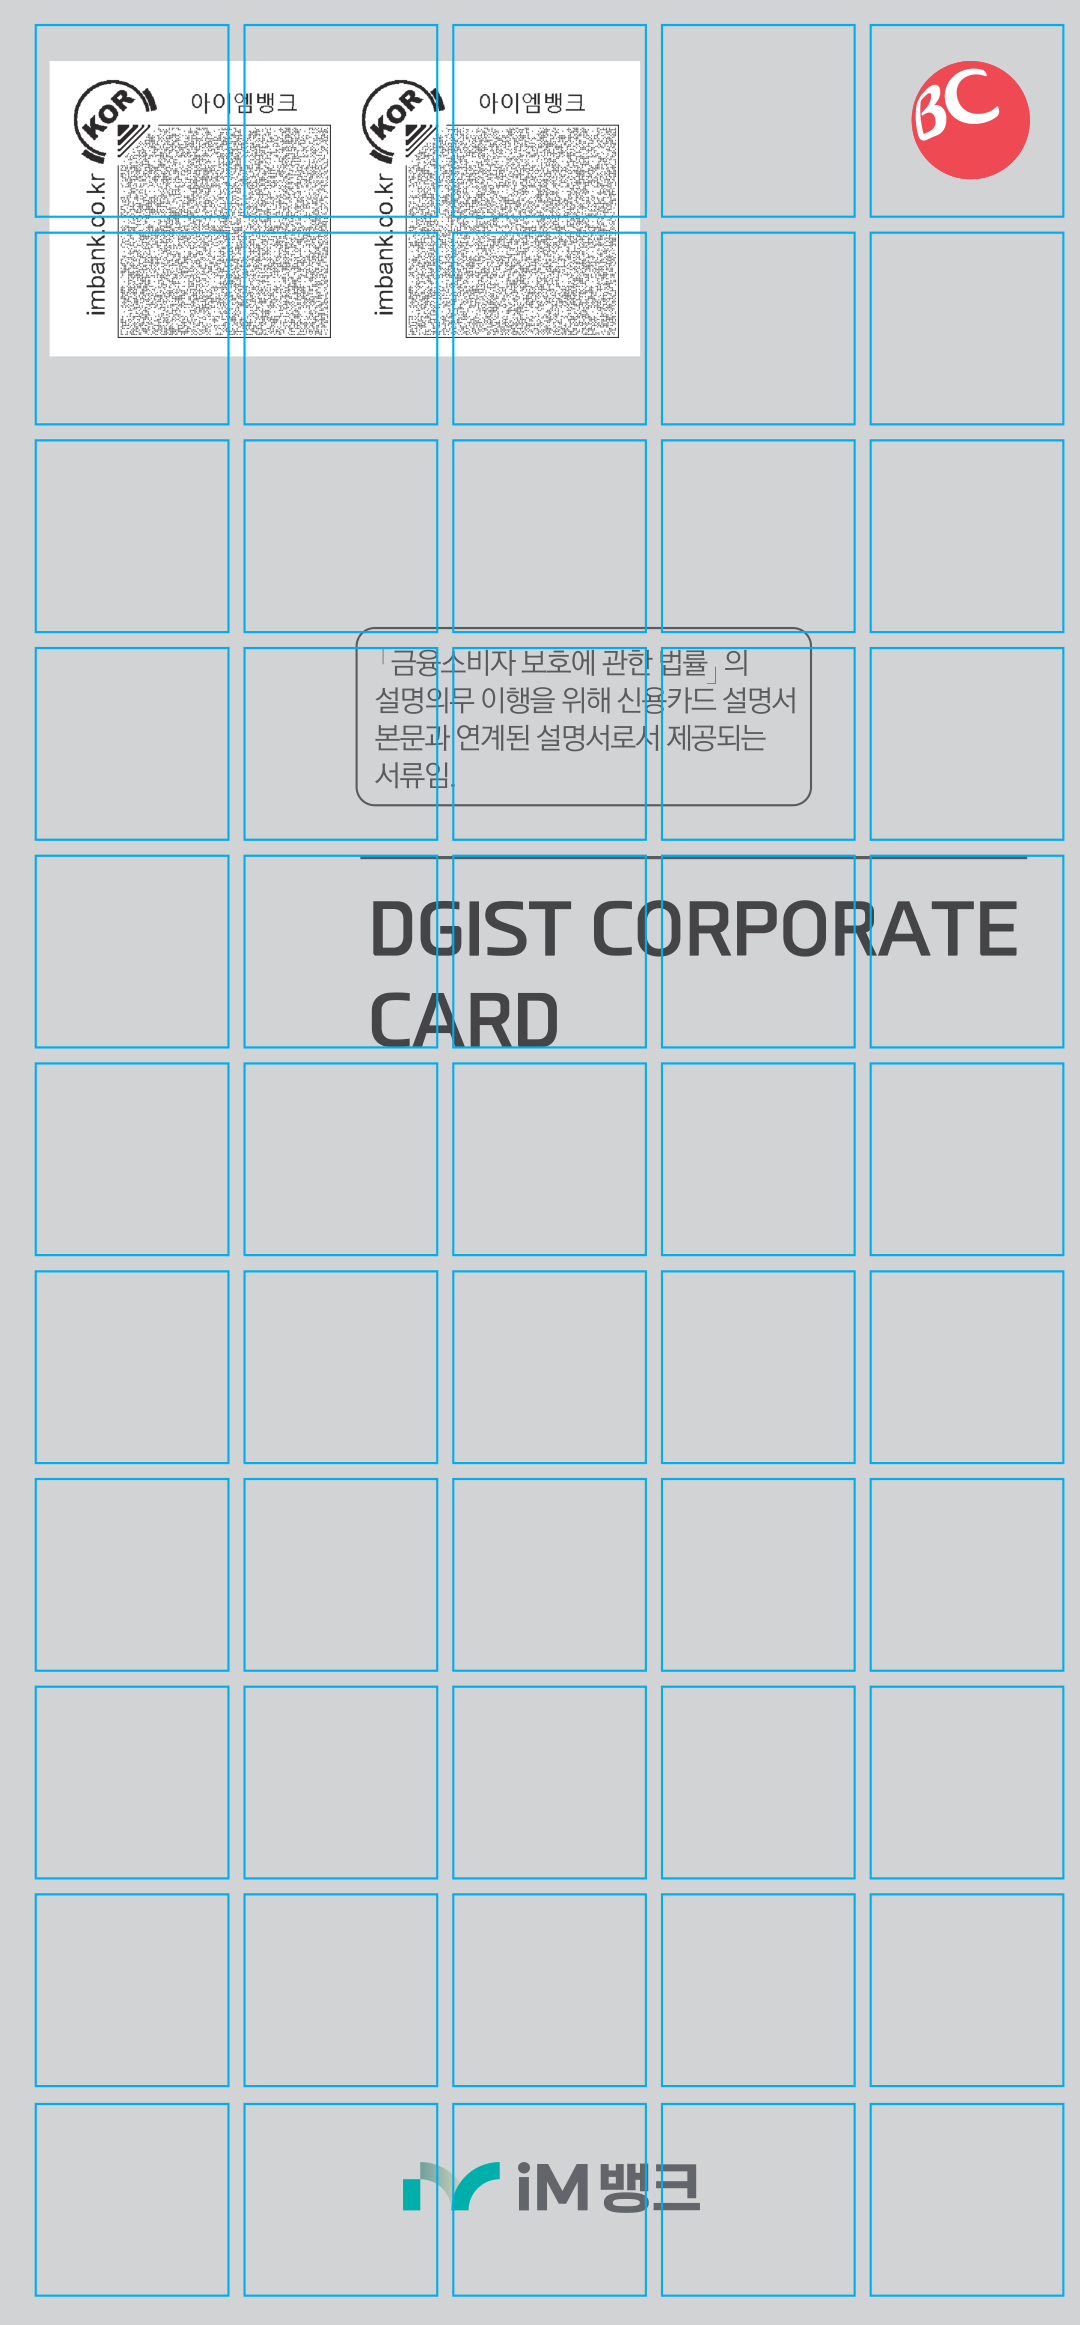 KOR
아이엠뱅크
imbank.co.kr
KOR
아이엠뱅크
imbank.co.kr
BC
「금융소비자 보호에 관한 법률」의
설명의무 이행을 위해 신용카드 설명서
본문과 연계된 설명서로서 제공되는
서류임.
DGIST CORPORATE
CARD
iM뱅크